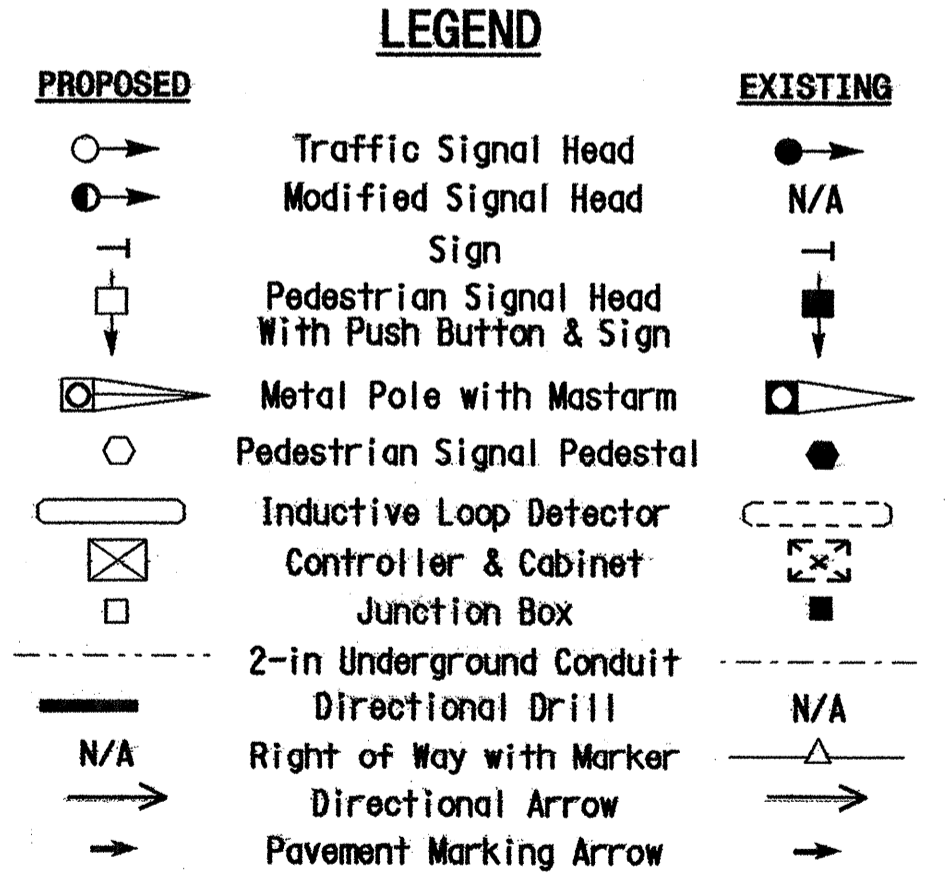 LEGEND
PROPOSED EXISTING
Traffic Signal Head
Modified Signal Head N/A
Sign
Pedestrian Signal Head
With Push Button & Sign
Metal Pole with Mastarm
Pedestrian Signal Pedestal
Inductive Loop Detector
Controller & Cabinet
Junction Box
2-in Underground Conduit
Directional Drill N/A
N/A Right of Way with Marker
Directional Arrow
Pavement Marking Arrow